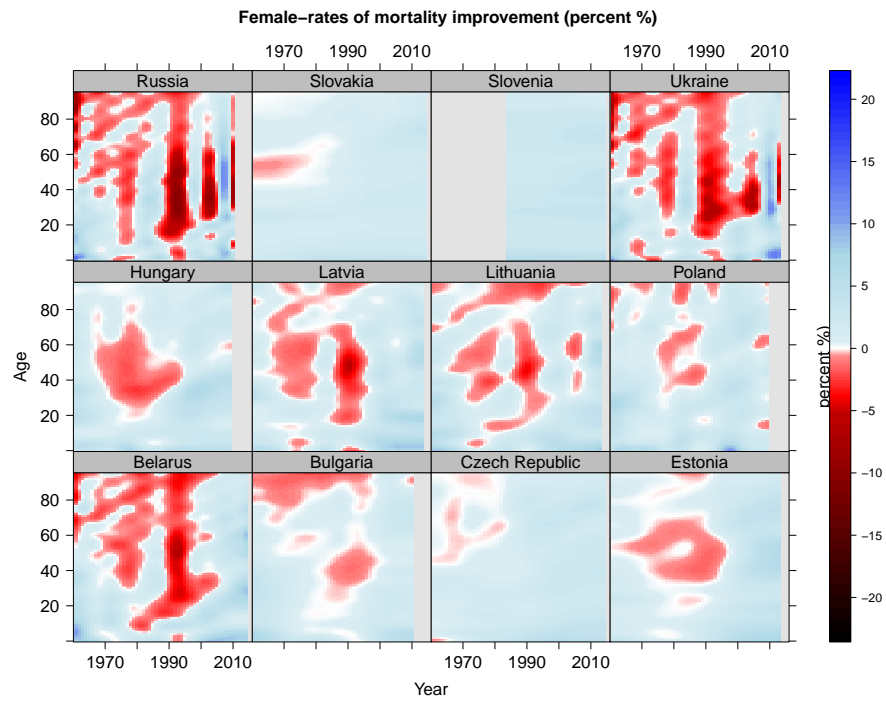 Female−rates of mortality improvement (percent %)
1970 1990 2010 1970 1990 2010
Russia Slovakia Slovenia Ukraine
80
60
40
20
Hungary Latvia Lithuania Poland
80
60
40
20
Belarus Bulgaria Czech Republic Estonia
80
60
40
20
1970 1990 2010 1970 1990 2010
Age
Year
20
15
10
5
0
−5
−10
−15
−20
percent %)